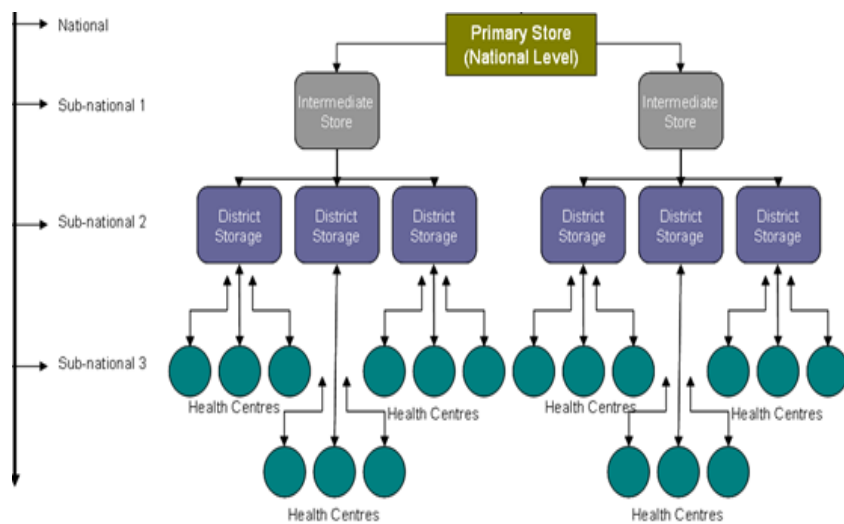 National
Primary Store
(National Level)
Sub-national 1
Intermediate
Store
Intermediate
Store
Sub-national 2
District
Storage
District
Storage
District
Storage
District
Storage
District
Storage
District
Storage
Sub-national 3
Health Centres
Health Centres
Health Centres
Health Centres
Health Centres
Health Centres